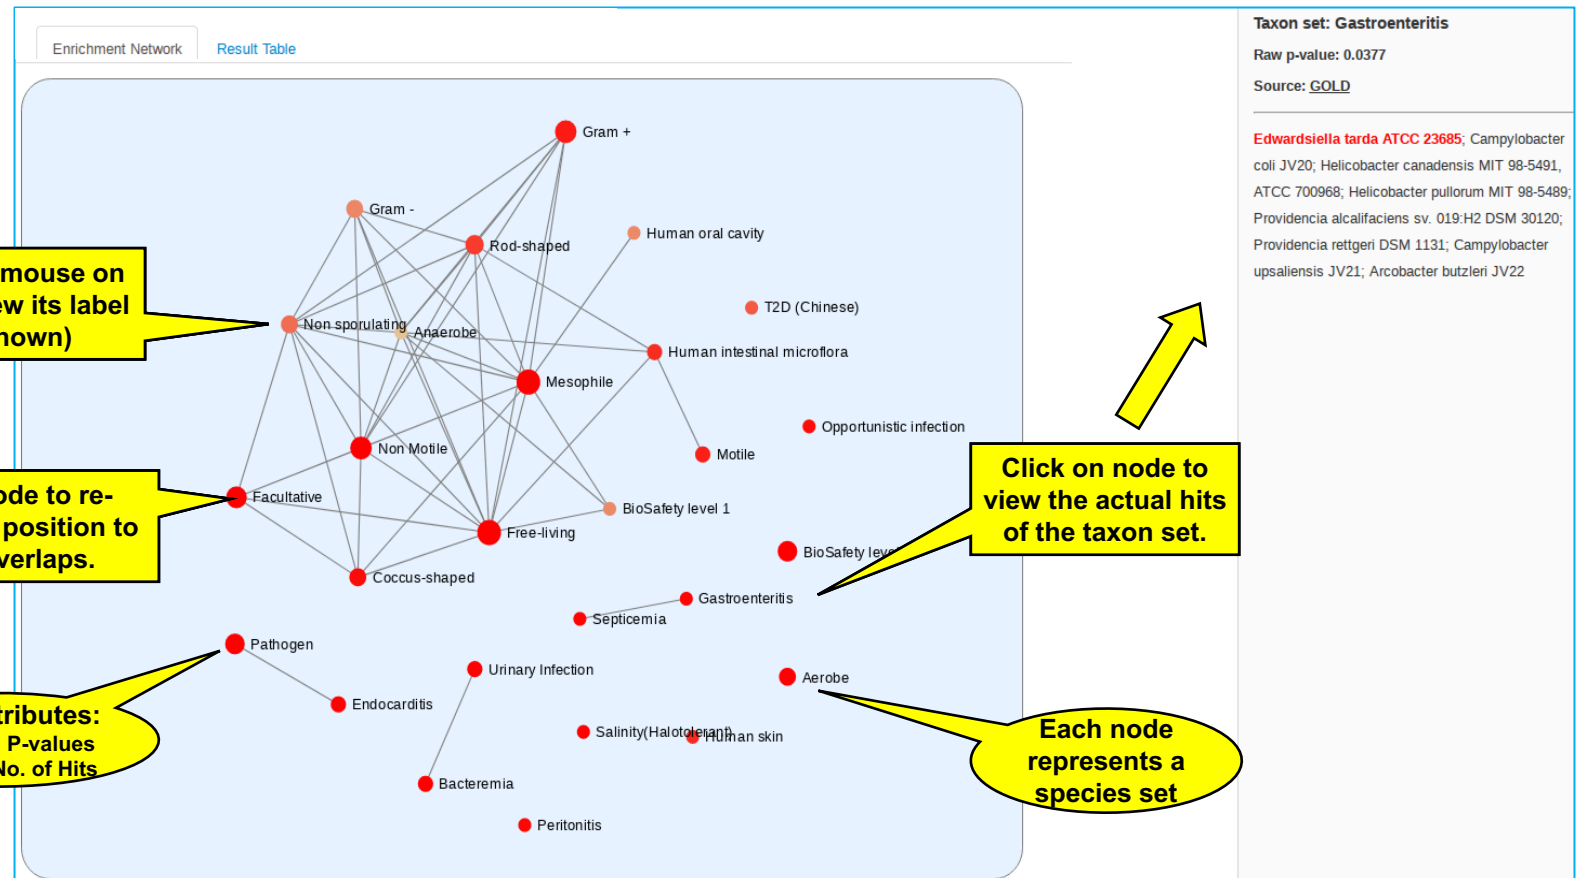 Enrichment Network
Result Table
Taxon set: Gastroenteritis
Raw p-value: 0.0377
Source: GOLD
Edwardsiella tarda ATCC 23685; Campylobacter
coli JV20; Helicobacter canadensis MIT 98-5491,
ATCC 700968; Helicobacter pullorum MIT 98-5489;
Providencia alcalifaciens sv. 019:H2 DSM 30120;
Providencia rettgeri DSM 1131; Campylobacter
upsaliensis JV21; Arcobacter butzleri JV22
Gram +
Gram -
Rod-shaped
Human oral cavity
mouse on
its label
T2D (Chinese)
Non sporulating
Anaerobe
Human intestinal microflora
Mesophile
Opportunistic infection
Non Motile
Motile
Click on node to
view the actual hits
of the taxon set.
to re-
position to
Facultative
BioSafety level 1
Free-living
BioSafety
Coccus-shaped
Gastroenteritis
Septicemia
Pathogen
Urinary Infection
Aerobe
Endocarditis
P-values
No. of Hits
Salinity(Halotolerant)
Human skin
Each node
represents a
species set
Bacteremia
Peritonitis